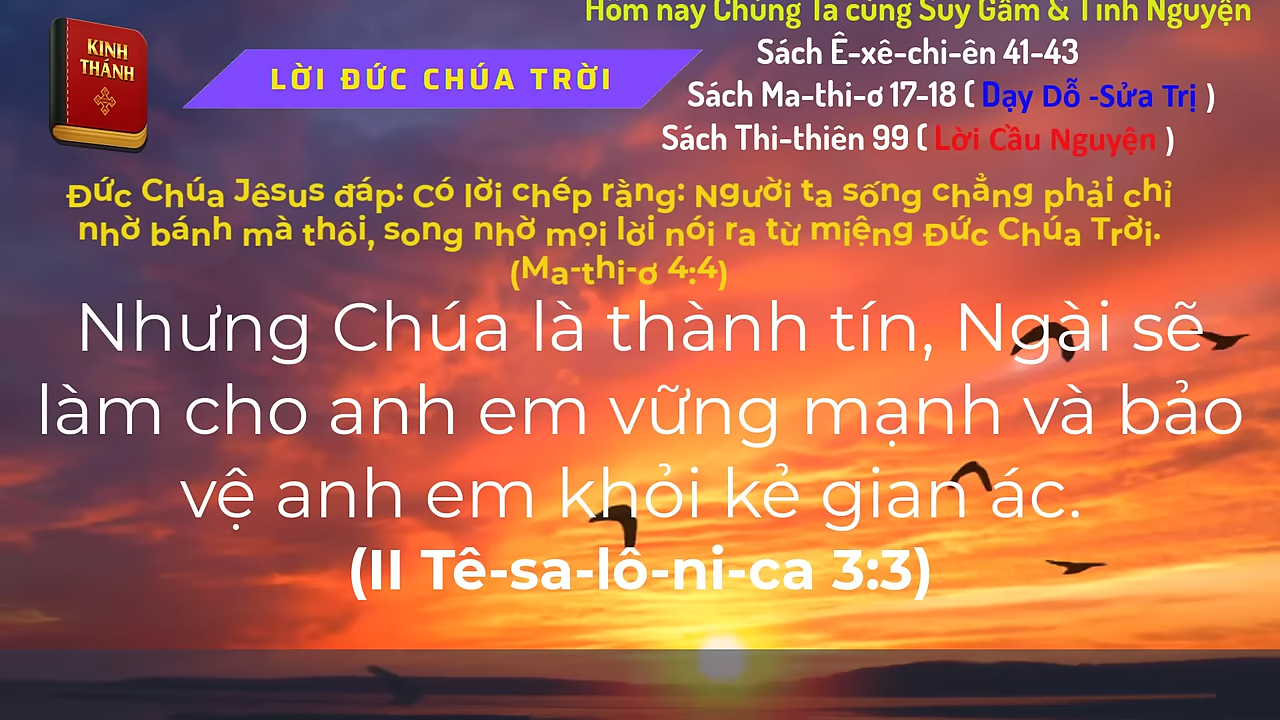 KINH
THÁNH
LỜI ĐỨC CHÚA TRỜI
Hôm nay Chúng Ta cùng Suy Gẫm & Tĩnh Nguyện
Sách Ê-xê-chi-ên 41-43
Sách Ma-thi-ơ 17-18 ( Dạy Dỗ -Sửa Trị )
Sách Thi-thiên 99 ( Lời Cầu Nguyện )
Đức Chúa Jêsus đáp: Có lời chép rằng: Người ta sống chẳng phải chỉ
nhờ bánh mà thôi, song nhờ mọi lời nói ra từ miệng Đức Chúa Trời.
(Ma-thi-ơ 4:4)
Nhưng Chúa là thành tín, Ngài sẽ
làm cho anh em vững mạnh và bảo
vệ anh em khỏi kẻ gian ác.
(II Tê-sa-lô-ni-ca 3:3)